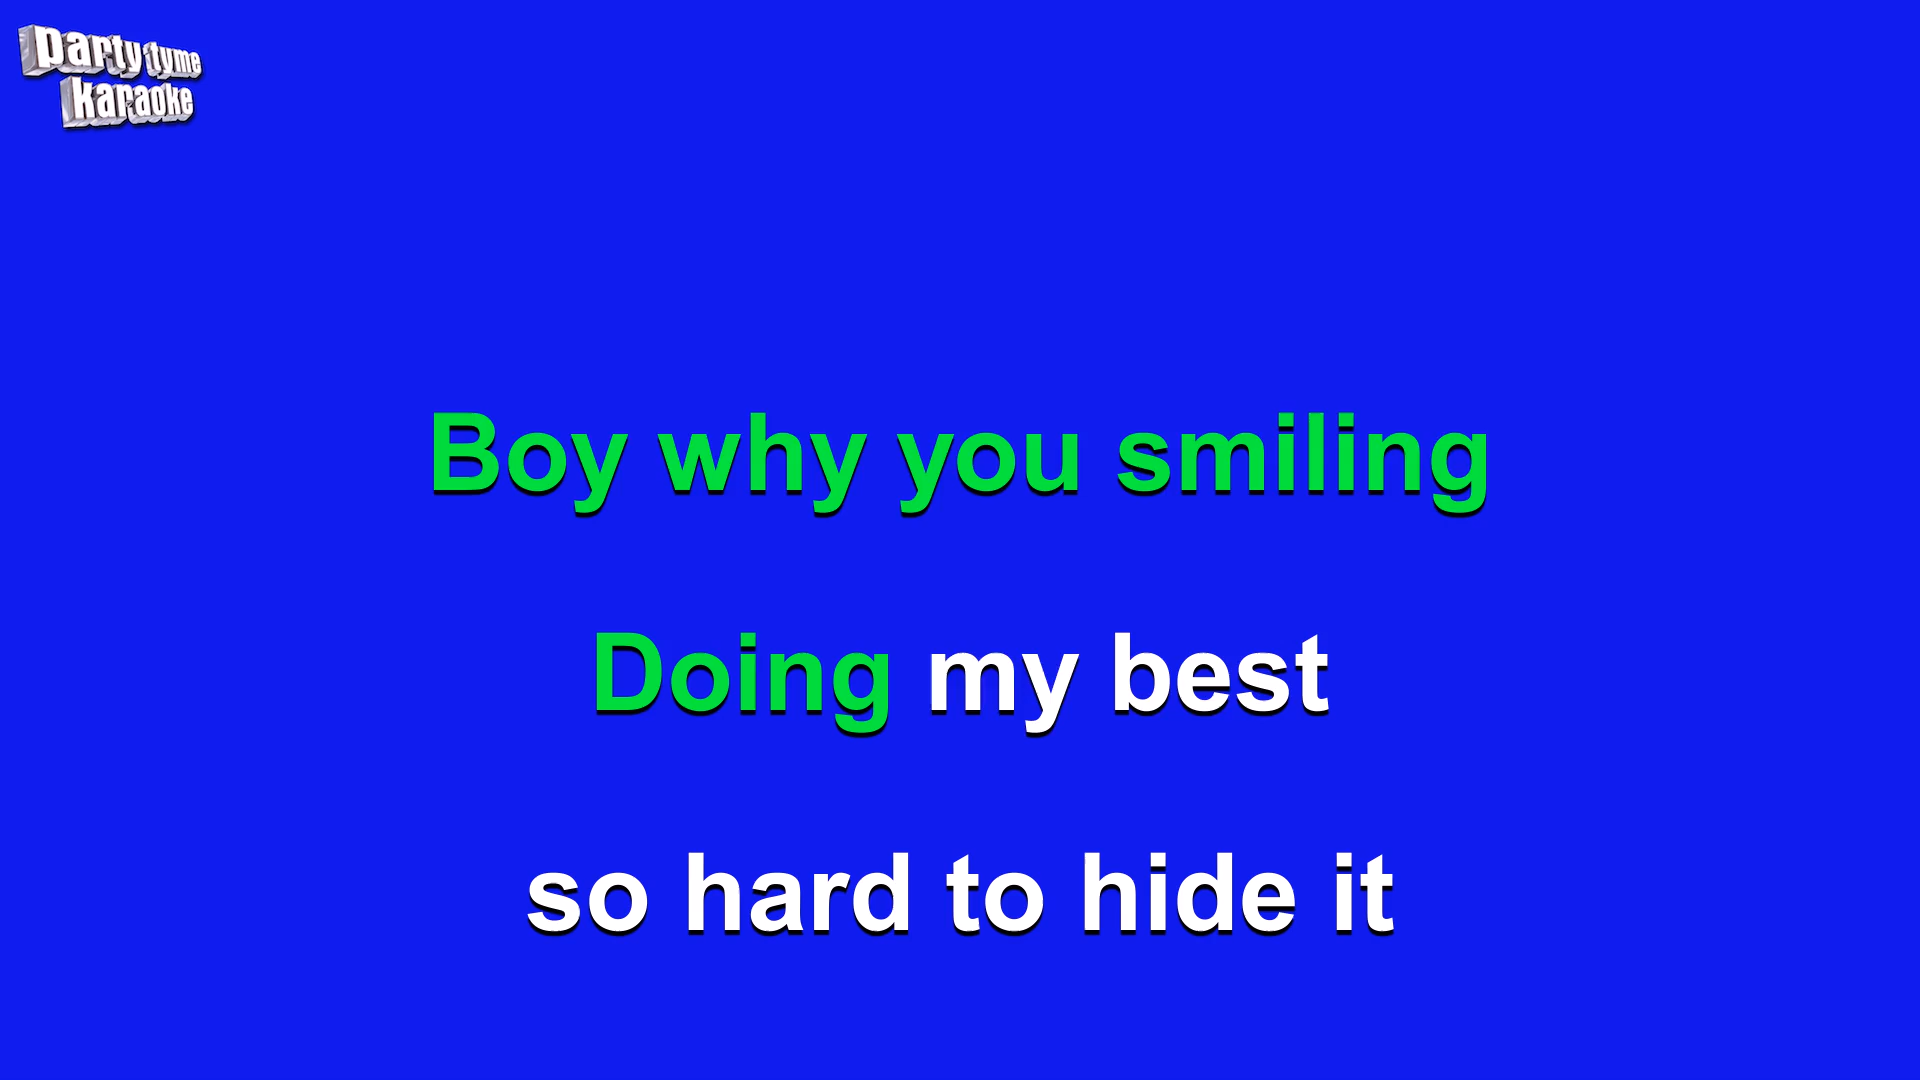 party tyme
karaoke
Boy why you smiling
Doing my best
so hard to hide it